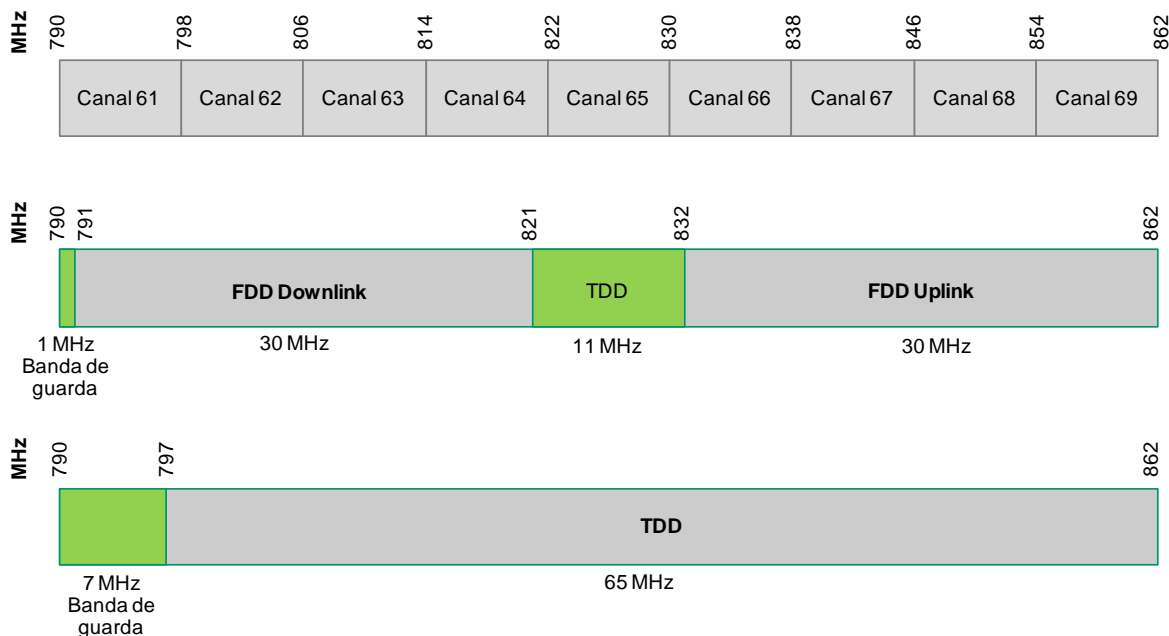 MHz 790 798 806 814 822 830 838 846 854 862
Canal 61 Canal 62 Canal 63 Canal 64 Canal 65 Canal 66 Canal 67 Canal 68 Canal 69
MHz 790 791 821 832 862
FDD Downlink TDD FDD Uplink
1 MHz 30 MHz 11 MHz 30 MHz
Banda de
guarda
MHz 790 797 862
TDD
7 MHz 65 MHz
Banda de
guarda